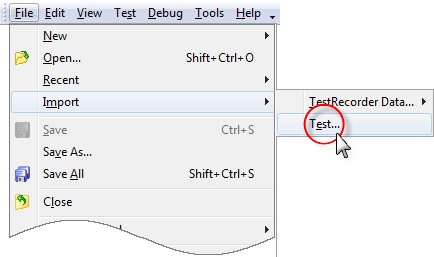 File Edit View Test Debug Tools Help
New
Open... Shift+Ctrl+O
Recent
Import
TestRecorder Data...
Test...
Save Ctrl+S
Save As...
Save All Shift+Ctrl+S
Close